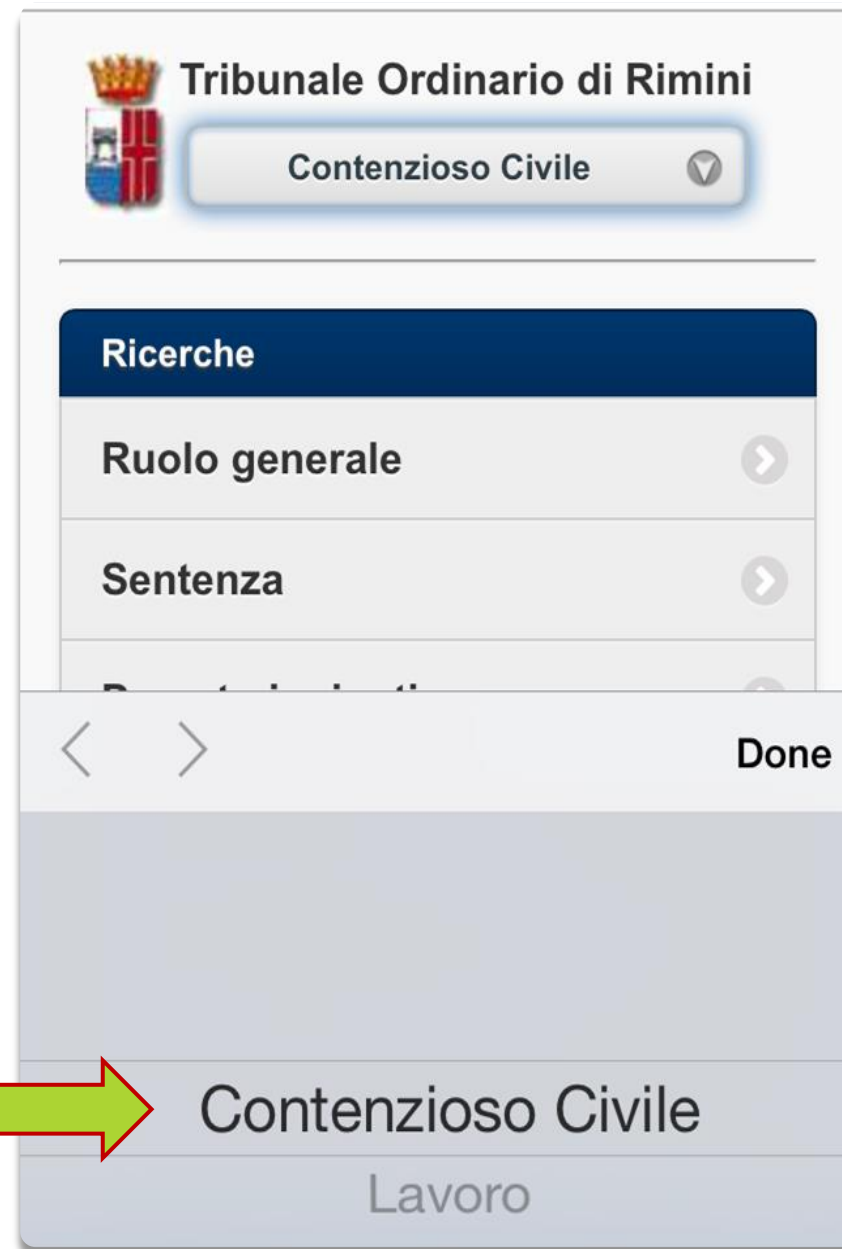 Tribunale Ordinario di Rimini
Contenzioso Civile
Ricerche
Ruolo generale
Sentenza
Done
Contenzioso Civile
Lavoro